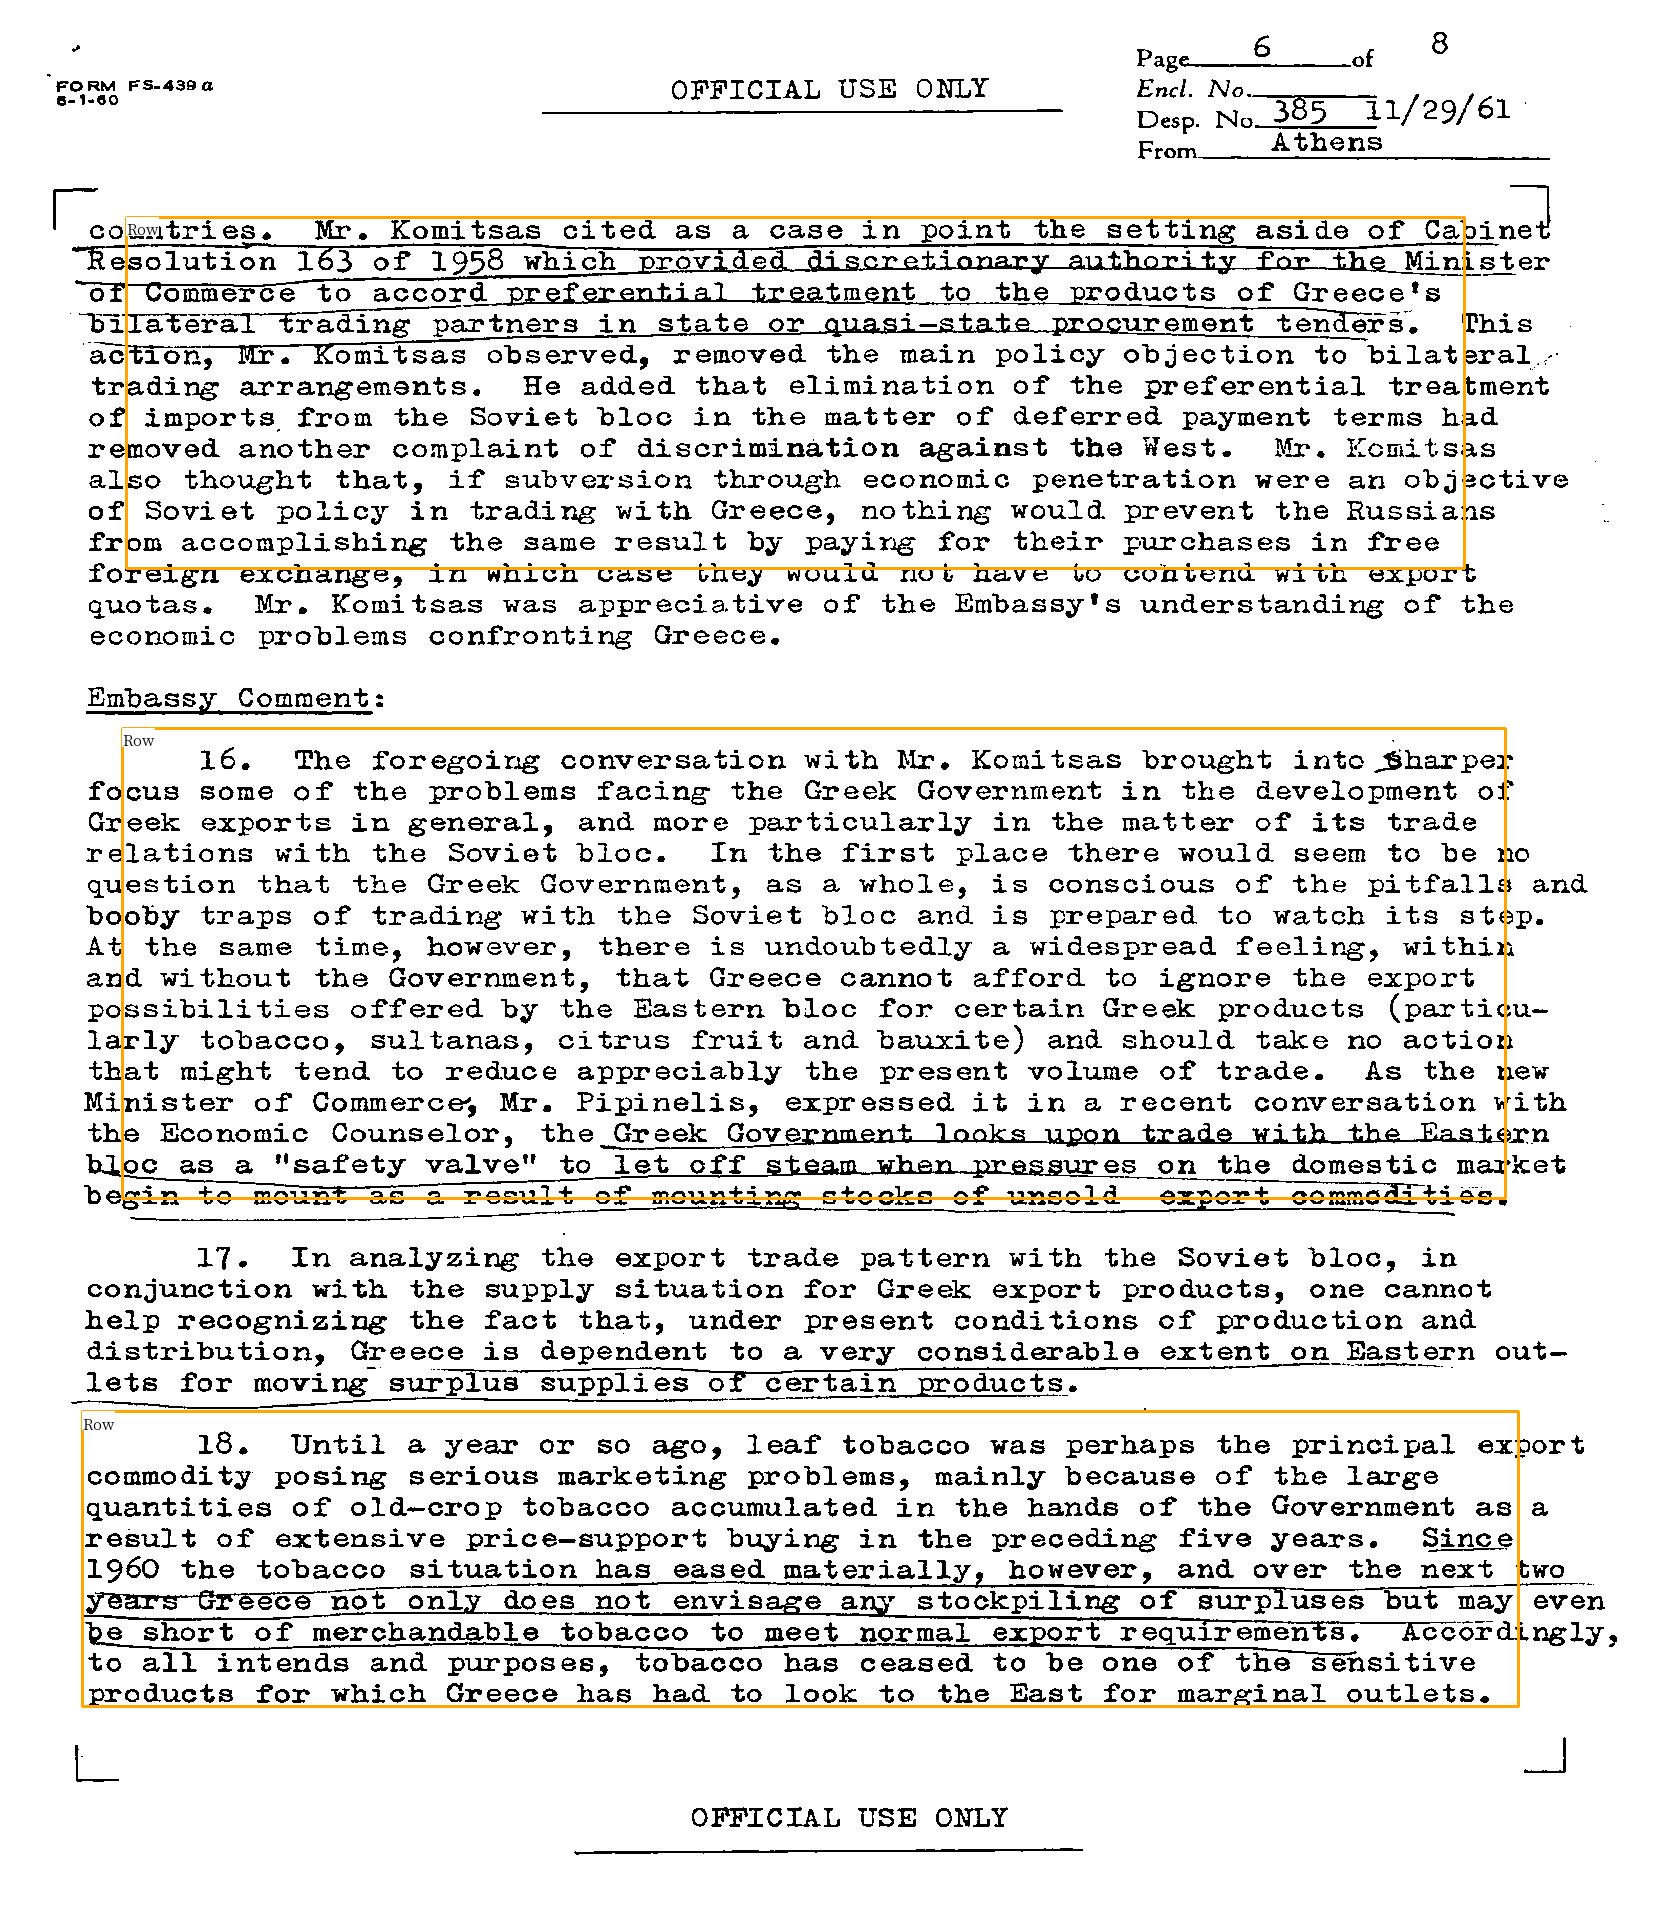 FORM FS-439a
6-1-60
OFFICIAL USE ONLY
Page 6 of 8
Encl. No.
Desp. No. 385 11/29/61
From Athens
Row
countries. Mr. Komitsas cited as a case in point the setting aside of Cabinet
Resolution 163 of 1958 which provided discretionary authority for the Minister
of Commerce to accord preferential treatment to the products of Greece's
bilateral trading partners in state or quasi-state procurement tenders. This
action, Mr. Komitsas observed, removed the main policy objection to bilateral
trading arrangements. He added that elimination of the preferential treatment
of imports from the Soviet bloc in the matter of deferred payment terms had
removed another complaint of discrimination against the West. Mr. Komitsas
also thought that, if subversion through economic penetration were an objective
of Soviet policy in trading with Greece, nothing would prevent the Russians
from accomplishing the same result by paying for their purchases in free
foreign exchange, in which case they would not have to contend with export
quotas. Mr. Komitsas was appreciative of the Embassy's understanding of the
economic problems confronting Greece.
Embassy Comment:
Row
16. The foregoing conversation with Mr. Komitsas brought into sharper
focus some of the problems facing the Greek Government in the development of
Greek exports in general, and more particularly in the matter of its trade
relations with the Soviet bloc. In the first place there would seem to be no
question that the Greek Government, as a whole, is conscious of the pitfalls and
booby traps of trading with the Soviet bloc and is prepared to watch its step.
At the same time, however, there is undoubtedly a widespread feeling, within
and without the Government, that Greece cannot afford to ignore the export
possibilities offered by the Eastern bloc for certain Greek products (particu-
larly tobacco, sultanas, citrus fruit and bauxite) and should take no action
that might tend to reduce appreciably the present volume of trade. As the new
Minister of Commerce, Mr. Pipinelis, expressed it in a recent conversation with
the Economic Counselor, the Greek Government looks upon trade with the Eastern
bloc as a "safety valve" to let off steam when pressures on the domestic market
begin to mount as a result of mounting stocks of unsold export commodities.
17. In analyzing the export trade pattern with the Soviet bloc, in
conjunction with the supply situation for Greek export products, one cannot
help recognizing the fact that, under present conditions of production and
distribution, Greece is dependent to a very considerable extent on Eastern out-
lets for moving surplus supplies of certain products.
Row
18. Until a year or so ago, leaf tobacco was perhaps the principal export
commodity posing serious marketing problems, mainly because of the large
quantities of old-crop tobacco accumulated in the hands of the Government as a
result of extensive price-support buying in the preceding five years. Since
1960 the tobacco situation has eased materially, however, and over the next two
years Greece not only does not envisage any stockpiling of surpluses but may even
be short of merchandable tobacco to meet normal export requirements. Accordingly,
to all intends and purposes, tobacco has ceased to be one of the sensitive
products for which Greece has had to look to the East for marginal outlets.
OFFICIAL USE ONLY